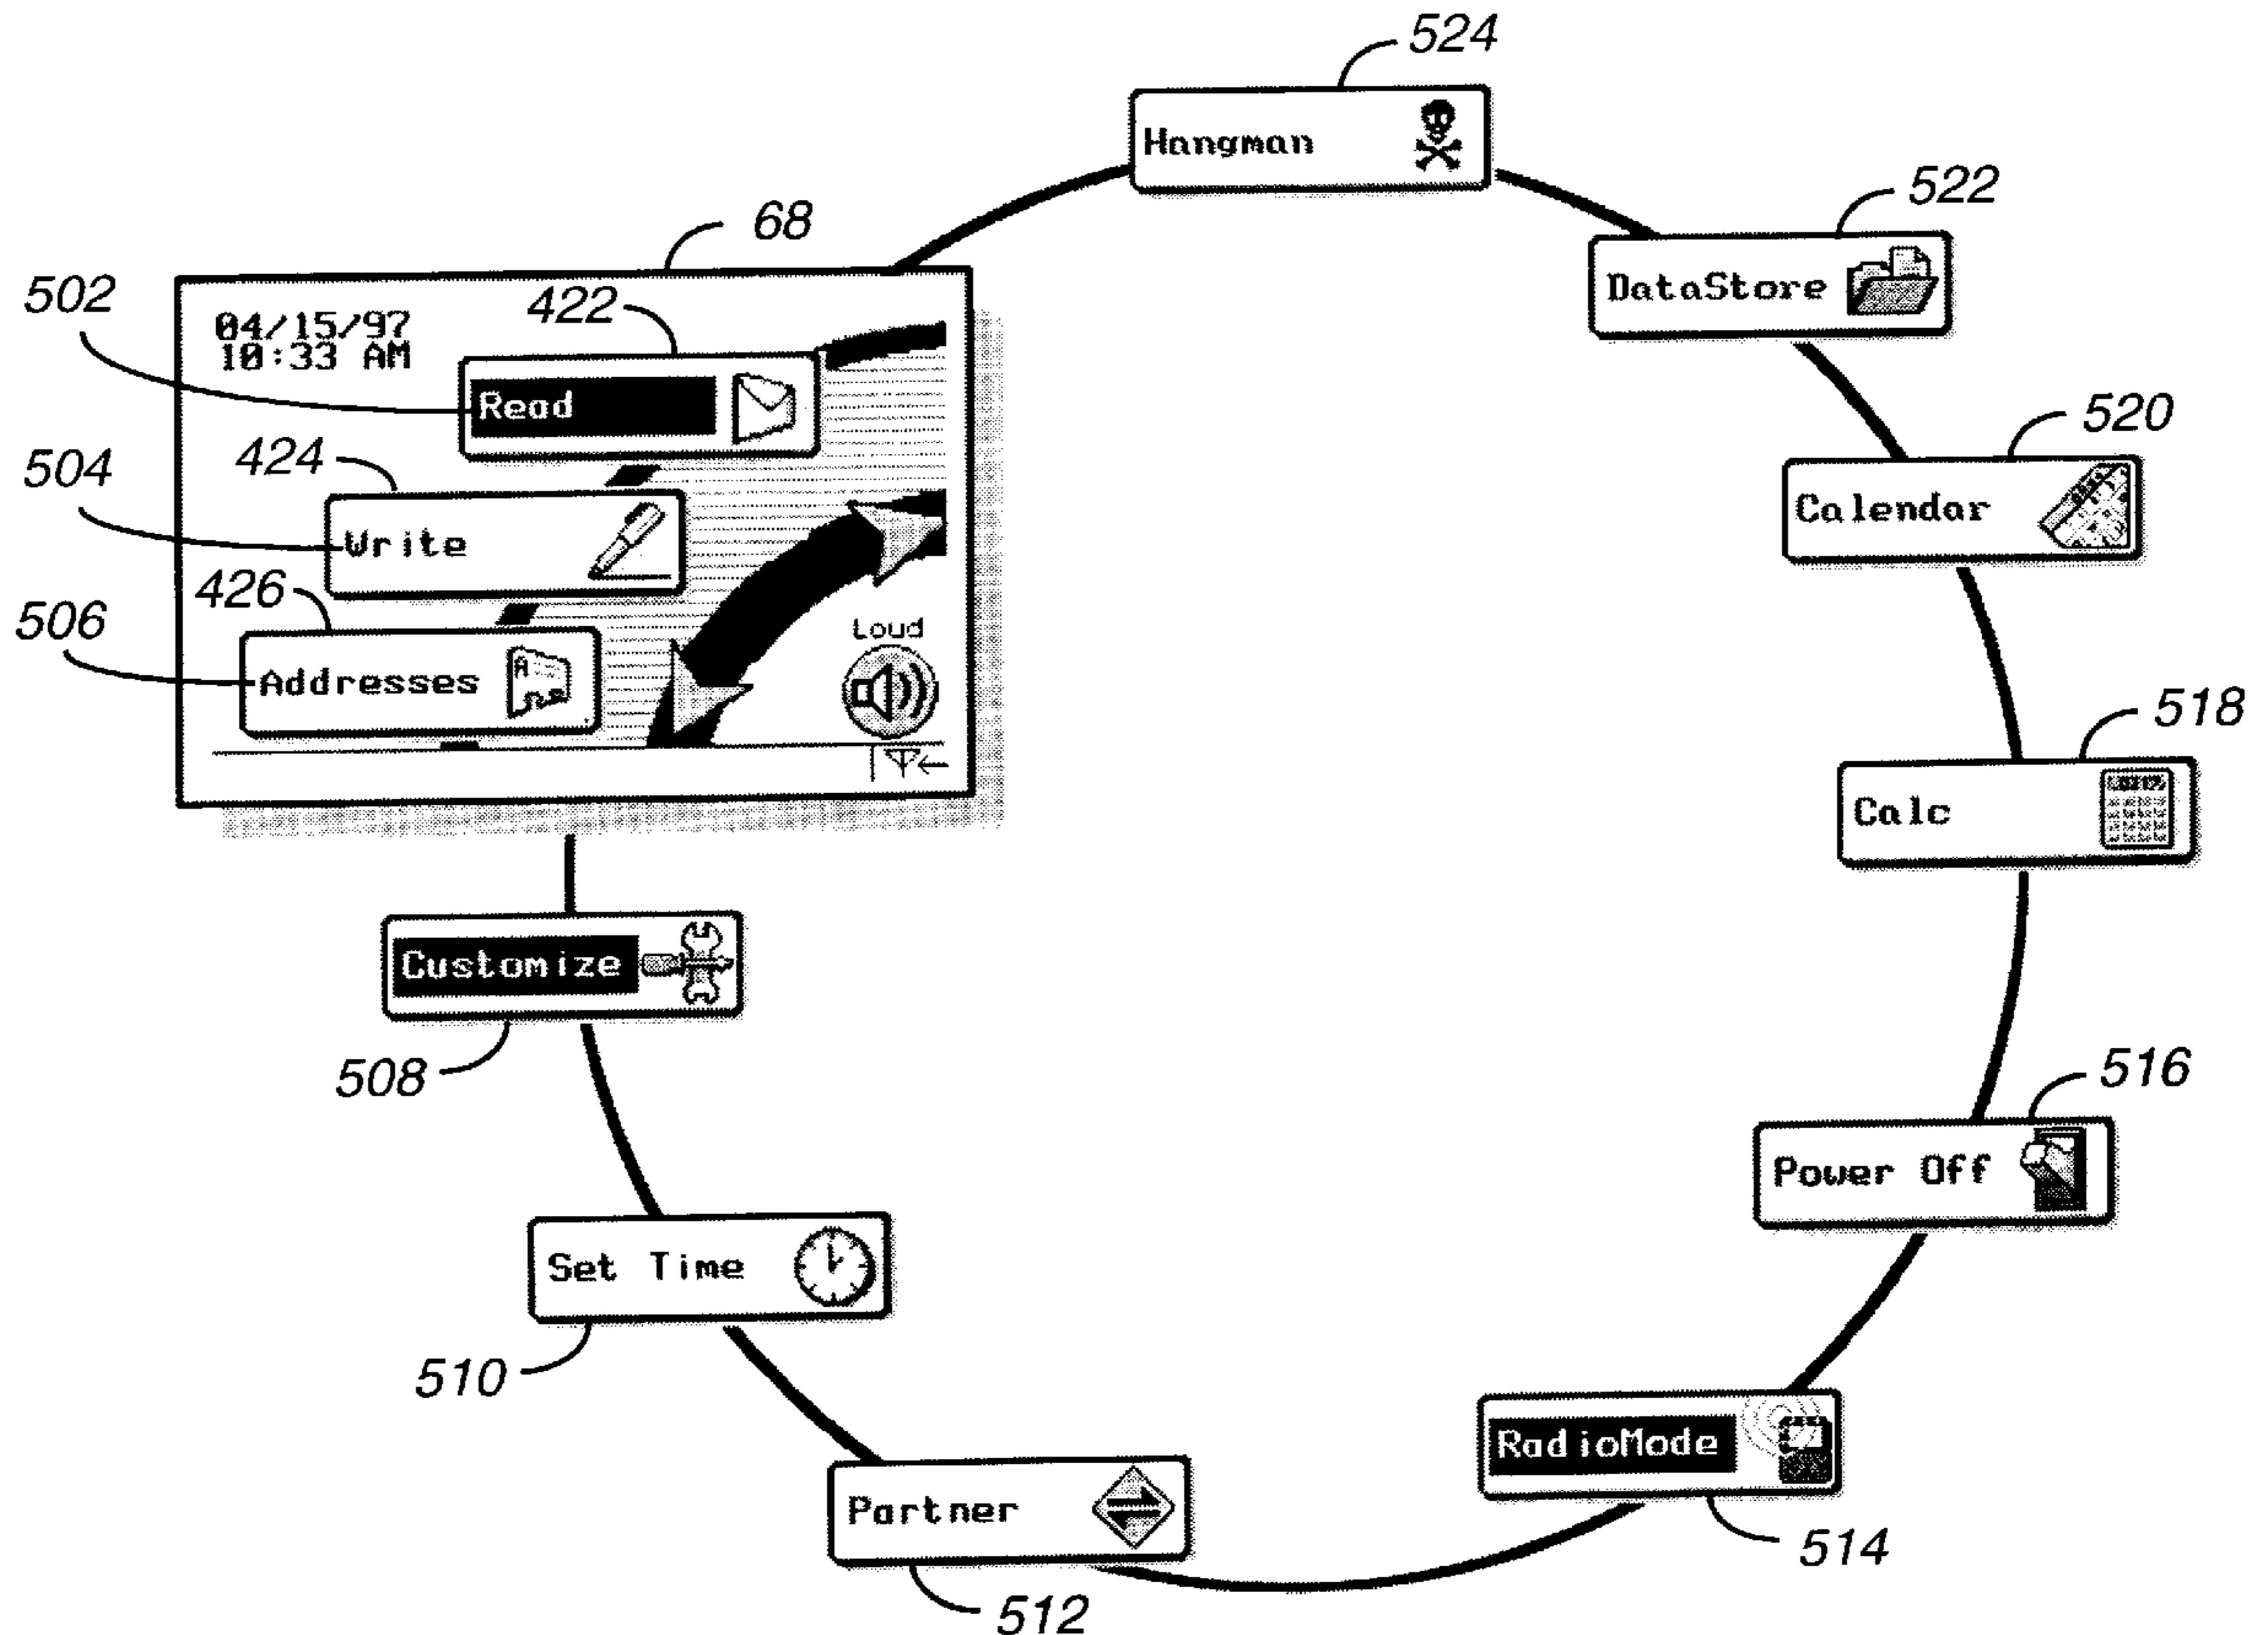 524
Hangman
522
DataStore
68
502
04/15/97
10:33 AM
422
Read
520
Calendar
504
424
Write
506
426
Addresses
Loud
518
Calc
Customize
508
516
Power Off
Set Time
510
RadioMode
514
Partner
512